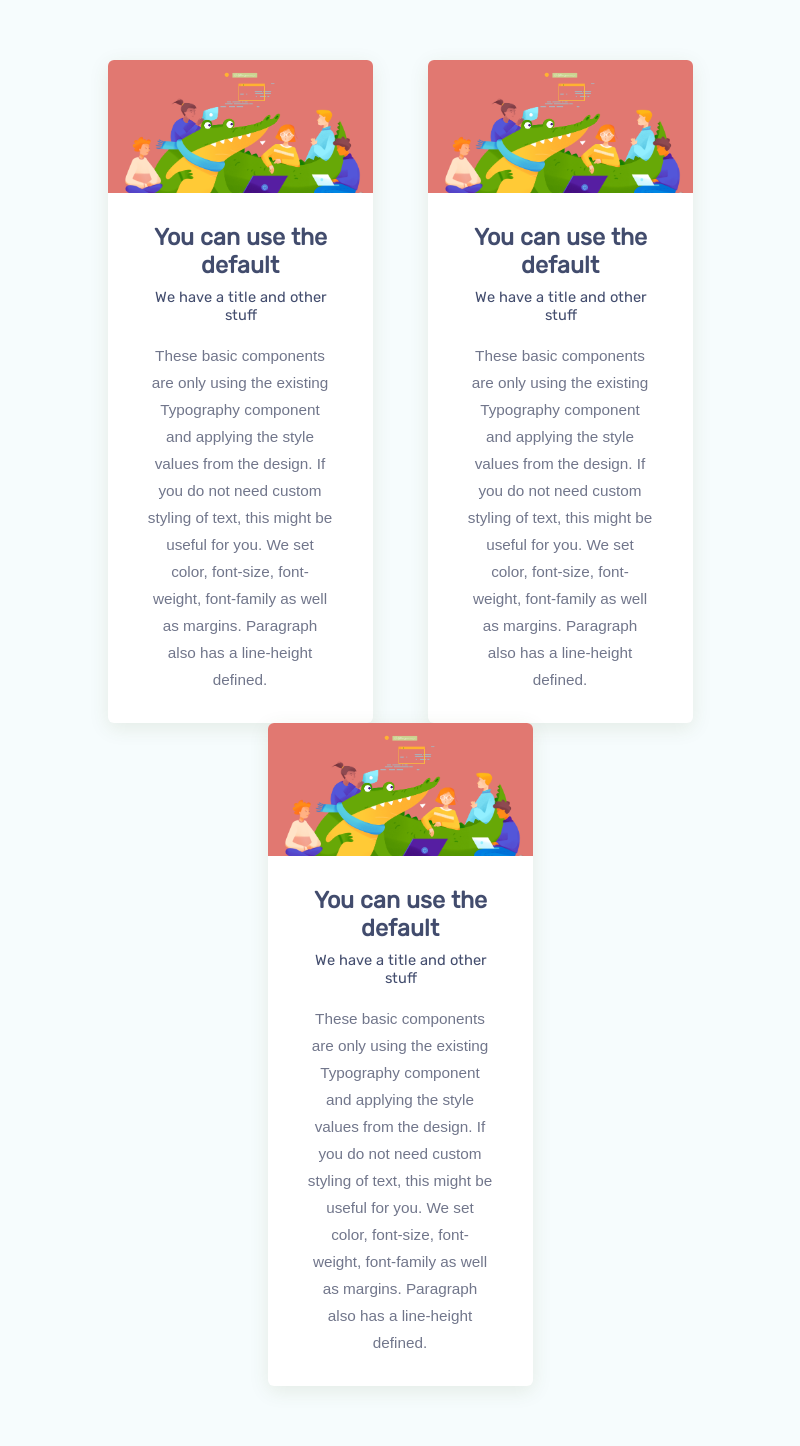 You can use the
default
We have a title and other
stuff
These basic components
are only using the existing
Typography component
and applying the style
values from the design. If
you do not need custom
styling of text, this might be
useful for you. We set
color, font-size, font-
weight, font-family as well
as margins. Paragraph
also has a line-height
defined.
You can use the
default
We have a title and other
stuff
These basic components
are only using the existing
Typography component
and applying the style
values from the design. If
you do not need custom
styling of text, this might be
useful for you. We set
color, font-size, font-
weight, font-family as well
as margins. Paragraph
also has a line-height
defined.
You can use the
default
We have a title and other
stuff
These basic components
are only using the existing
Typography component
and applying the style
values from the design. If
you do not need custom
styling of text, this might be
useful for you. We set
color, font-size, font-
weight, font-family as well
as margins. Paragraph
also has a line-height
defined.